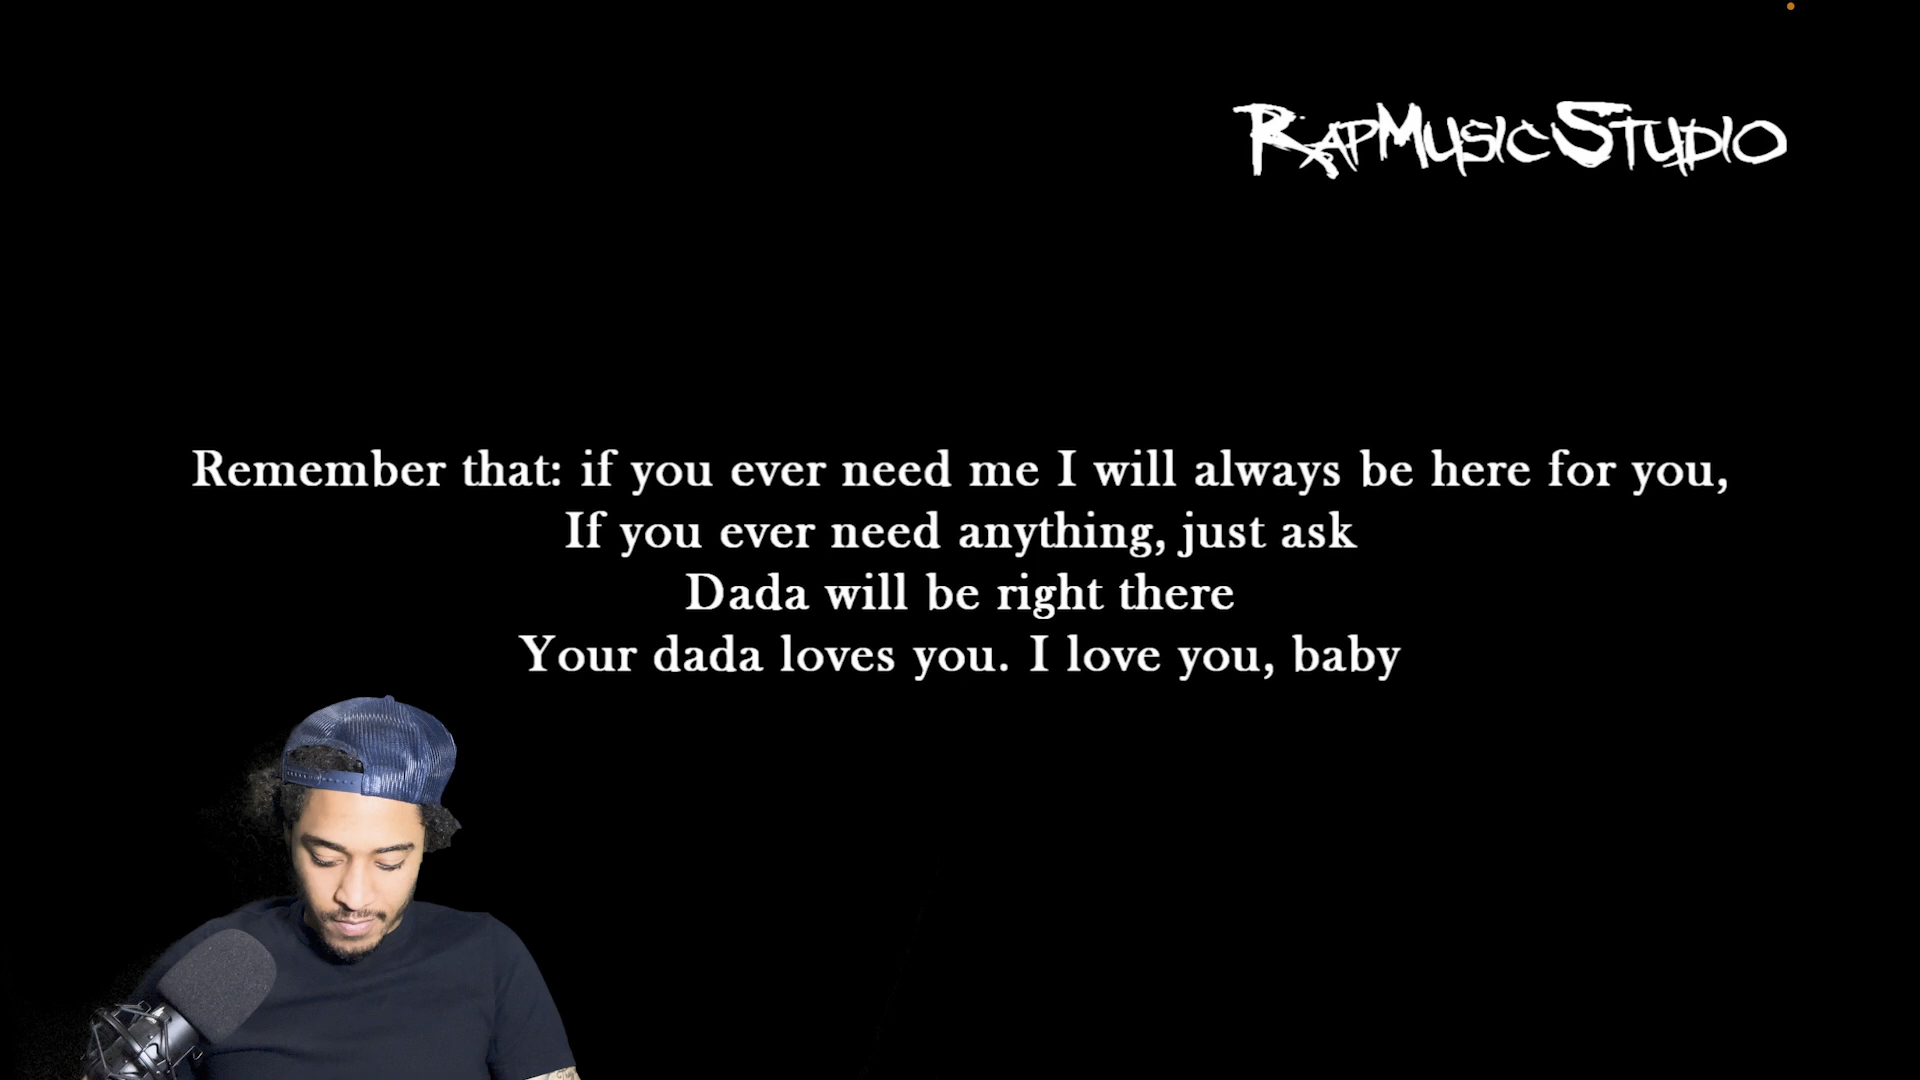 RapMusicStudio
Remember that: if you ever need me I will always be here for you,
If you ever need anything, just ask
Dada will be right there
Your dada loves you. I love you, baby